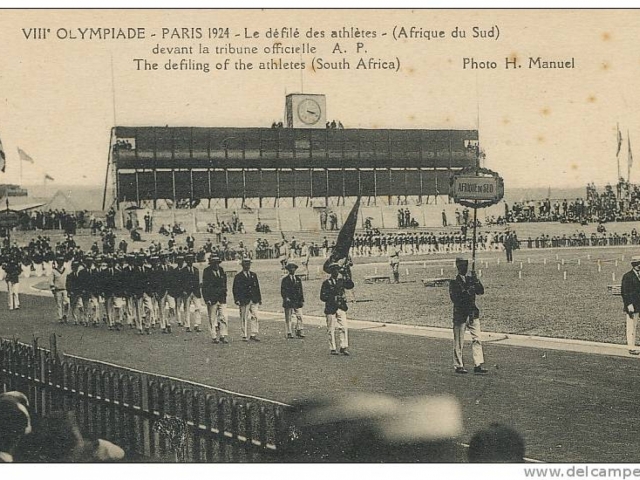 VIIIᵉ OLYMPIADE - PARIS 1924 - Le défilé des athlètes - (Afrique du Sud)
devant la tribune officielle A. P.
The defiling of the athletes (South Africa) Photo H. Manuel
AFRIQUE DU SUD
www.delcampe.net